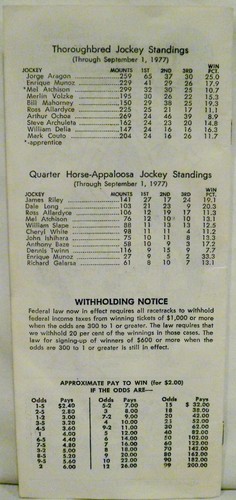 Thoroughbred Jockey Standings
(Through September 1, 1977)
JOCKEY MOUNTS 1ST 2ND 3RD WIN PCT.
Jorge Aragon 259 65 37 30 25.0
Enrique Munoz 229 41 29 26 17.9
*Mel Atchison 299 32 30 25 10.7
Merlin Volzke 195 30 26 22 15.3
Bill Mahorney 150 29 38 25 19.3
Ross Allardyce 225 25 21 17 11.1
Arthur Ochoa 269 24 46 39 8.9
Steve Archuleta 162 24 23 20 14.8
William Delia 147 24 16 16 16.3
Mark Couto 204 24 16 26 11.7
*-apprentice
Quarter Horse-Appaloosa Jockey Standings
(Through September 1, 1977)
JOCKEY MOUNTS 1ST 2ND 3RD WIN PCT.
James Riley 141 27 17 24 19.1
Dale Long 103 21 23 9 20.3
Ross Allardyce 106 12 19 17 11.3
Mel Atchison 76 12 10 10 13.1
William Slape 88 11 13 13 12.5
Cheryl White 98 11 4 11 11.2
John Ishihara 75 10 11 8 13.3
Anthony Baze 58 10 9 3 17.2
Dennis Twinn 116 9 15 9 7.7
Enrique Munoz 27 9 5 2 33.3
Richard Galarsa 61 8 10 7 13.1
WITHHOLDING NOTICE
Federal law now in effect requires all racetracks to withhold
federal income taxes from winning tickets of $1,000 or more
when the odds are 300 to 1 or greater. The law requires that
we withhold 20 per cent of the winnings in those cases. The
law for signing-up of winners of $600 or more when the
odds are 300 to 1 or greater is still in effect.
APPROXIMATE PAY TO WIN (for $2.00)
IF THE ODDS ARE—
Odds Pays Odds Pays Odds Pays
1-5 $2.40 5-2 7.00 15 $ 32.00
2-5 2.80 3 8.00 18 38.00
1-2 3.00 7-2 9.00 20 42.00
3-5 3.20 4 10.00 25 52.00
4-5 3.60 9-2 11.00 30 62.00
1 4.00 5 12.00 40 82.00
6-5 4.40 6 14.00 50 102.00
7-5 4.80 7 16.00 60 122.00
3-2 5.00 8 18.00 70 142.00
8-5 5.20 9 20.00 80 162.00
9-5 5.60 10 22.00 90 182.00
2 6.00 12 26.00 99 200.00